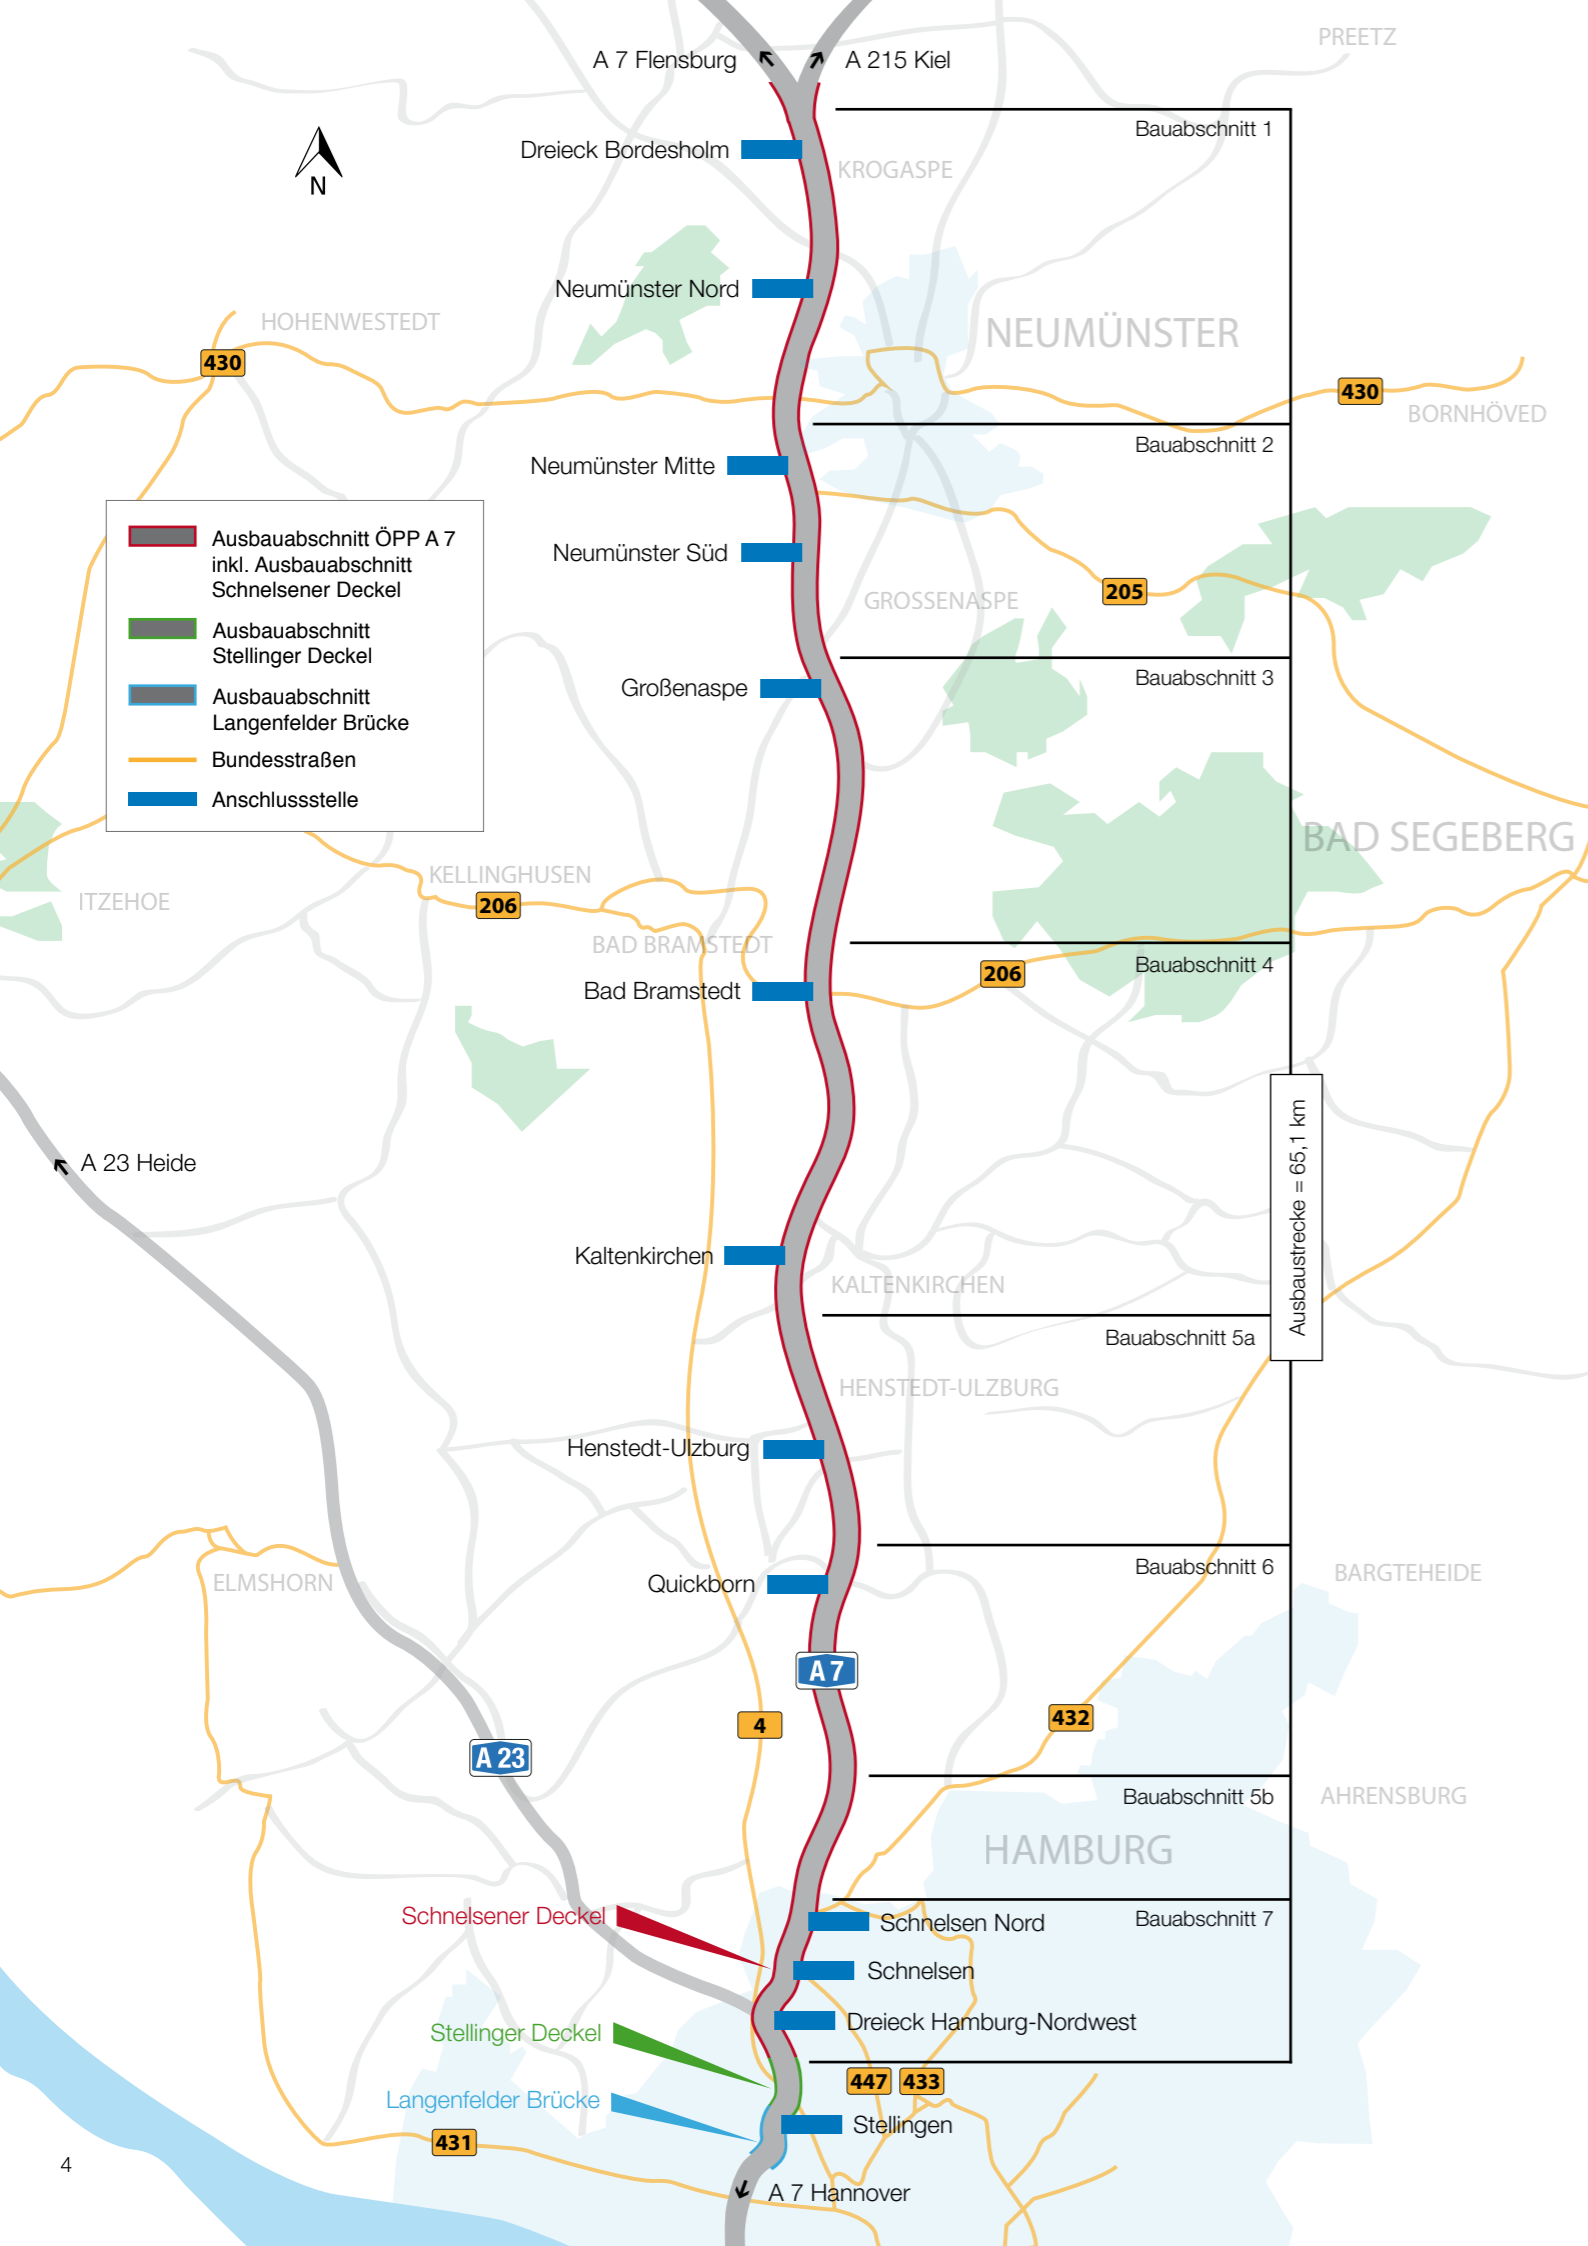 PREETZ
A 7 Flensburg
A 215 Kiel
Bauabschnitt 1
Dreieck Bordesholm
KROGASPE
N
Neumünster Nord
HOHENWESTEDT
NEUMÜNSTER
430
430
BORNHÖVED
Bauabschnitt 2
Neumünster Mitte
Ausbauabschnitt ÖPP A 7
inkl. Ausbauabschnitt
Schnelsener Deckel
Ausbauabschnitt
Stellinger Deckel
Ausbauabschnitt
Langenfelder Brücke
Bundesstraßen
Anschlussstelle
Neumünster Süd
205
GROSSENASPE
Bauabschnitt 3
Großenaspe
BAD SEGEBERG
KELLINGHUSEN
ITZEHOE
206
BAD BRAMSTEDT
Bauabschnitt 4
206
Bad Bramstedt
A 23 Heide
Ausbaustrecke = 65,1 km
Kaltenkirchen
KALTENKIRCHEN
Bauabschnitt 5a
HENSTEDT-ULZBURG
Henstedt-Ulzburg
Bauabschnitt 6
BARGTEHEIDE
ELMSHORN
Quickborn
A 7
432
4
A 23
Bauabschnitt 5b
AHRENSBURG
HAMBURG
Schnelsener Deckel
Schnelsen Nord
Bauabschnitt 7
Schnelsen
Dreieck Hamburg-Nordwest
Stellinger Deckel
447
433
Langenfelder Brücke
Stellingen
431
4
A 7 Hannover